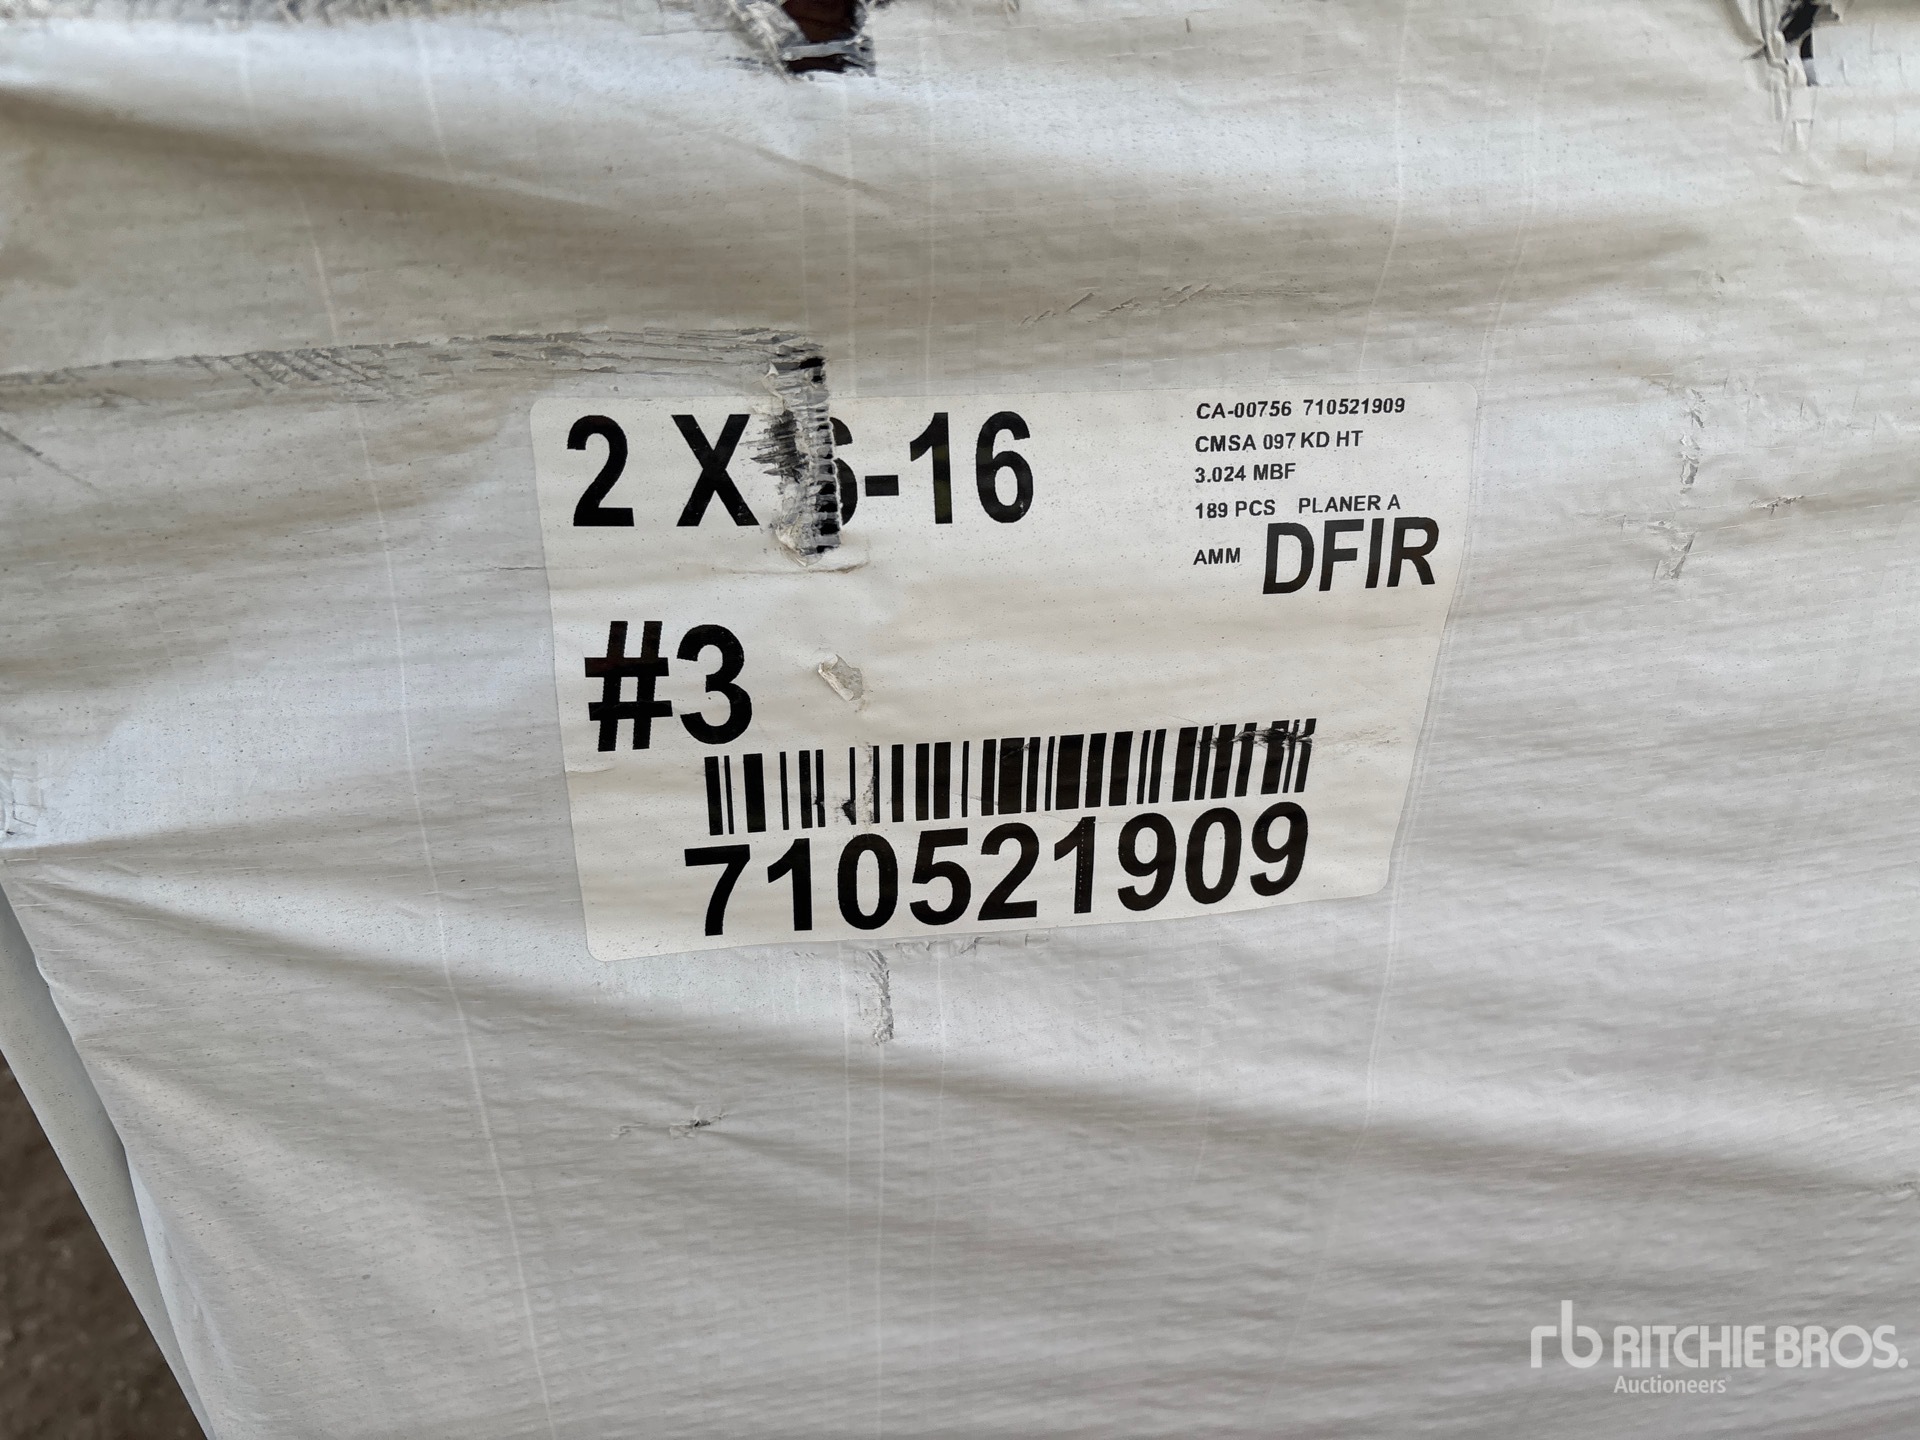 2 X 6-16
CA-00756 710521909
CMSA 097 KD HT
3.024 MBF
189 PCS PLANER A
AMM DFIR
#3
710521909
rb RITCHIE BROS.
Auctioneers